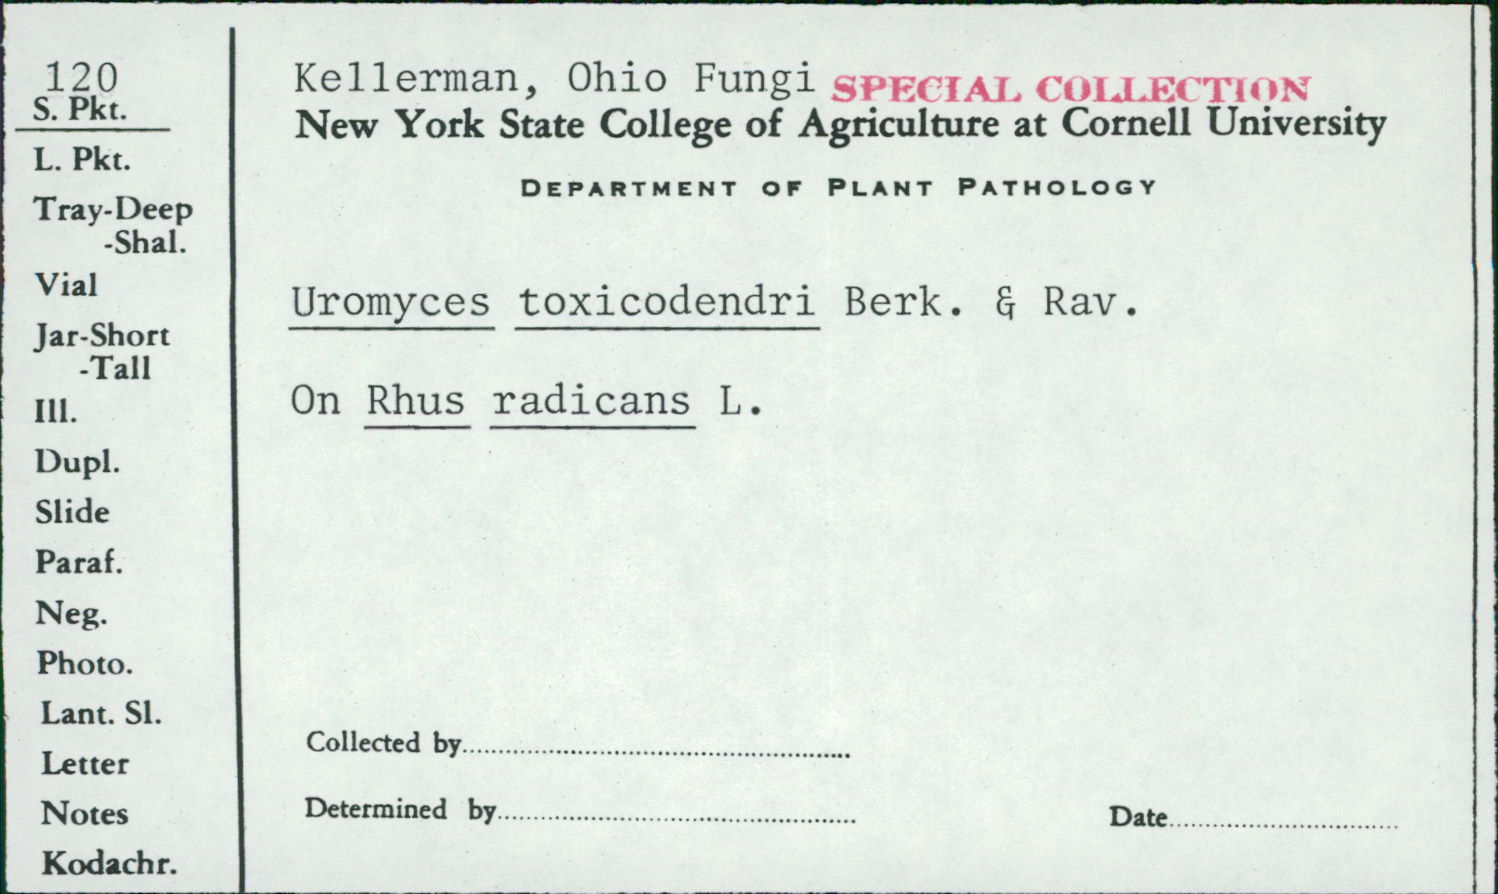 120
S. Pkt.
L. Pkt.
Tray-Deep
-Shal.
Vial
Jar-Short
-Tall
Ill.
Dupl.
Slide
Paraf.
Neg.
Photo.
Lant. Sl.
Letter
Notes
Kodachr.
Kellerman, Ohio Fungi SPECIAL COLLECTION
New York State College of Agriculture at Cornell University
DEPARTMENT OF PLANT PATHOLOGY
Uromyces toxicodendri Berk. & Rav.
On Rhus radicans L.
Collected by
Determined by
Date